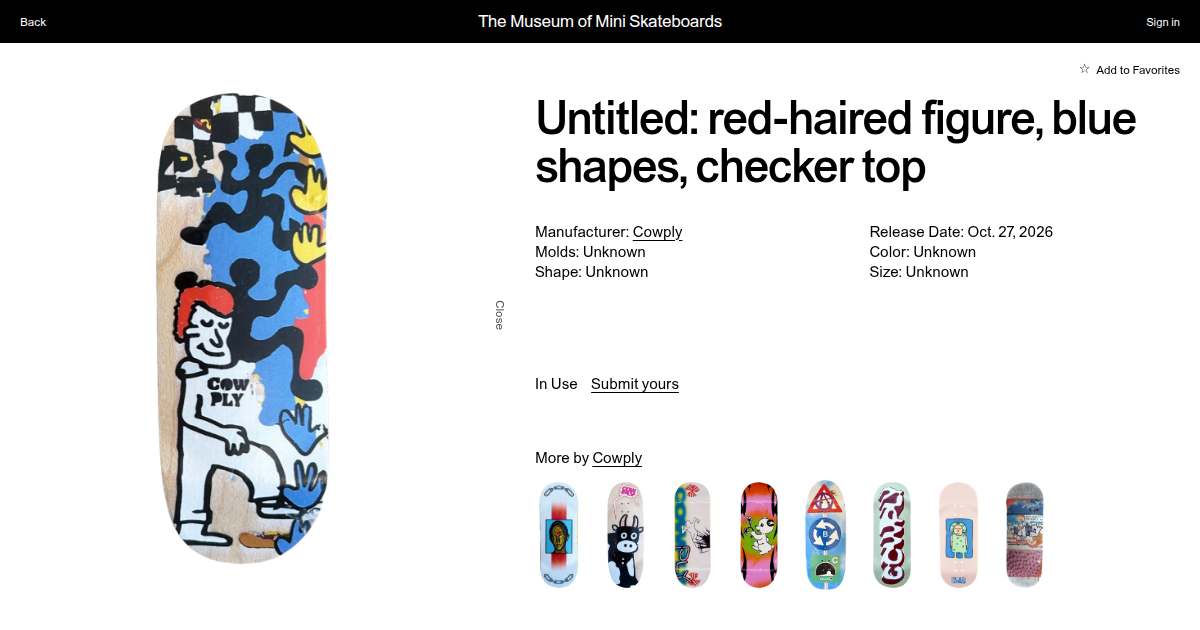 Back
The Museum of Mini Skateboards
Sign in
☆ Add to Favorites
Untitled: red-haired figure, blue
shapes, checker top
Manufacturer: Cowply
Release Date: Oct. 27, 2026
Molds: Unknown
Color: Unknown
Shape: Unknown
Size: Unknown
Close
COW
PLY
In Use Submit yours
More by Cowply